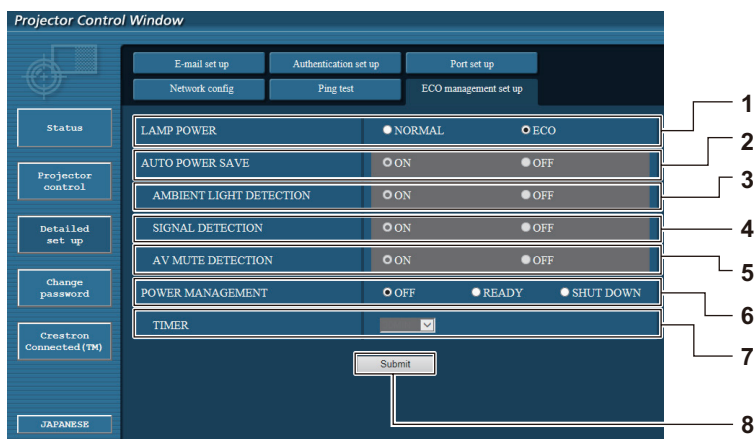 Projector Control Window
E-mail set up
Authentication set up
Port set up
Network config
Ping test
ECO management set up
Status
Projector
control
Detailed
set up
Change
password
Crestron
Connected(TM)
JAPANESE
LAMP POWER NORMAL ECO 1
AUTO POWER SAVE ON OFF 2
AMBIENT LIGHT DETECTION ON OFF 3
SIGNAL DETECTION ON OFF 4
AV MUTE DETECTION ON OFF 5
POWER MANAGEMENT OFF READY SHUT DOWN 6
TIMER 7
Submit 8